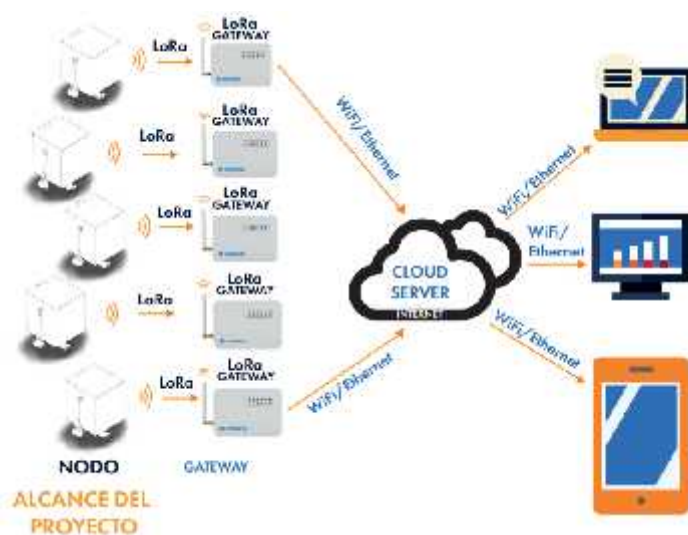 LoRa
LoRa
GATEWAY
LoRa
LoRa
GATEWAY
LoRa
LoRa
GATEWAY
LoRa
LoRa
GATEWAY
LoRa
LoRa
GATEWAY
WiFi/Ethernet
WiFi/Ethernet
CLOUD
SERVER
INTERNET
WiFi/Ethernet
WiFi/
Ethernet
WiFi/Ethernet
NODO
GATEWAY
ALCANCE DEL
PROYECTO